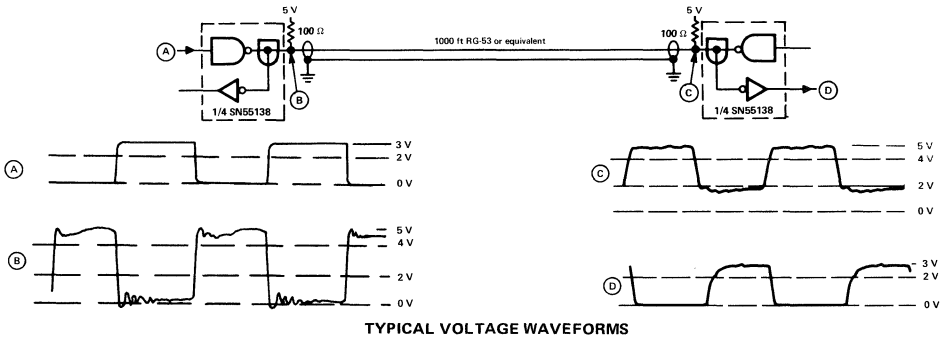 5 V
5 V
100 Ω
100 Ω
1000 ft RG-53 or equivalent
A
B
C
D
1/4 SN55138
1/4 SN55138
A
3 V
2 V
0 V
B
5 V
4 V
2 V
0 V
C
5 V
4 V
2 V
0 V
D
3 V
2 V
0 V
TYPICAL VOLTAGE WAVEFORMS